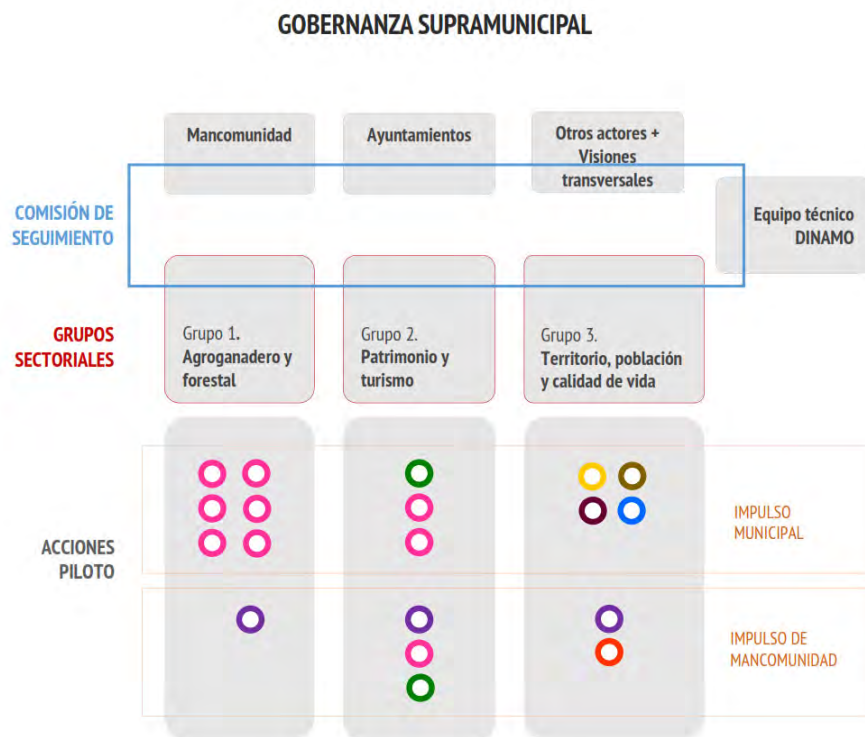 GOBERNANZA SUPRAMUNICIPAL
Mancomunidad
Ayuntamientos
Otros actores +
Visiones
transversales
COMISIÓN DE
SEGUIMIENTO
Equipo técnico
DINAMO
GRUPOS
SECTORIALES
Grupo 1.
Agroganadero y
forestal
Grupo 2.
Patrimonio y
turismo
Grupo 3.
Territorio, población
y calidad de vida
ACCIONES
PILOTO
IMPULSO
MUNICIPAL
IMPULSO DE
MANCOMUNIDAD